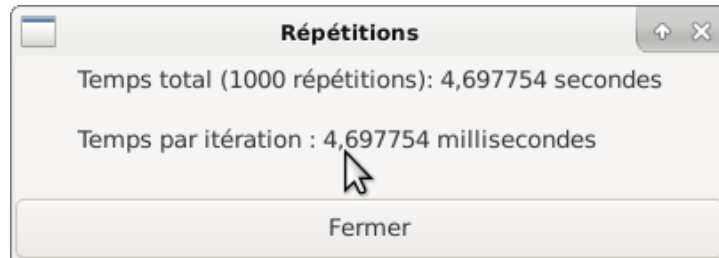 Répétitions
Temps total (1000 répétitions): 4,697754 secondes
Temps par itération : 4,697754 millisecondes
Fermer